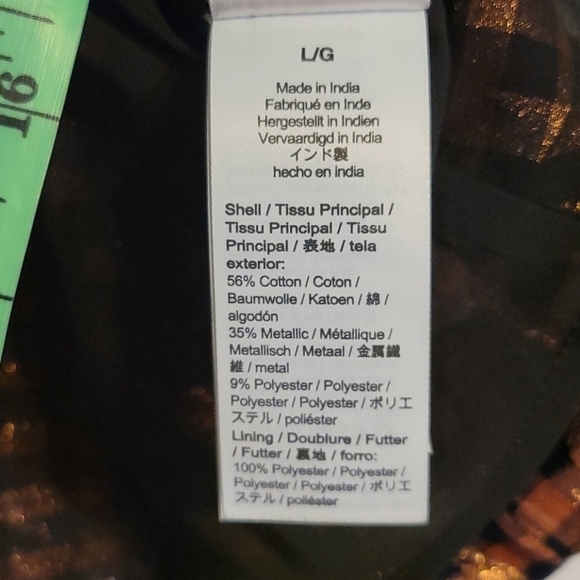 16
L/G
Made in India
Fabriqué en Inde
Hergestellt in Indien
Vervaardigd in India
インド製
hecho en india
Shell / Tissu Principal /
Tissu Principal / Tissu
Principal / 表地 / tela
exterior:
56% Cotton / Coton /
Baumwolle / Katoen / 綿 /
algodón
35% Metallic / Métallique /
Metallisch / Metaal / 金属繊
維 / metal
9% Polyester / Polyester /
Polyester / Polyester / ポリエ
ステル / poliéster
Lining / Doublure / Futter
/ Futter / 裏地 / forro:
100% Polyester / Polyester /
Polyester / Polyester / ポリエ
ステル / poliéster